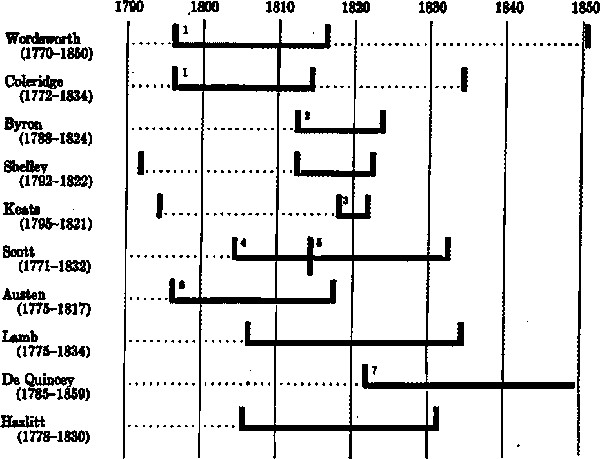 1790 1800 1810 1820 1830 1840 1850
Wordsworth 1
(1770–1850)
Coleridge 1
(1772–1834)
Byron 2
(1788–1824)
Shelley
(1792–1822)
Keats 3
(1795–1821)
Scott 4 5
(1771–1832)
Austen 6
(1775–1817)
Lamb
(1775–1834)
De Quincey 7
(1785–1859)
Hazlitt
(1778–1830)